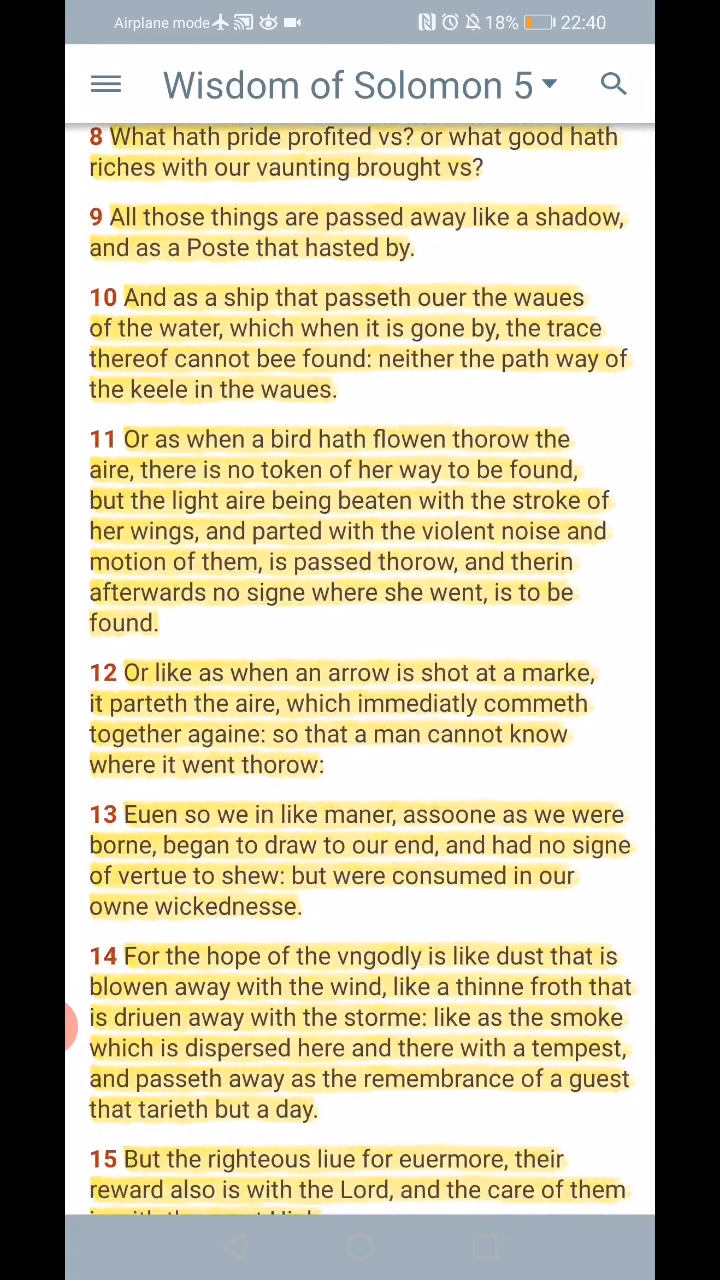 Airplane mode 18% 22:40
Wisdom of Solomon 5
8 What hath pride profited vs? or what good hath
riches with our vaunting brought vs?
9 All those things are passed away like a shadow,
and as a Poste that hasted by.
10 And as a ship that passeth ouer the waues
of the water, which when it is gone by, the trace
thereof cannot bee found: neither the path way of
the keele in the waues.
11 Or as when a bird hath flowen thorow the
aire, there is no token of her way to be found,
but the light aire being beaten with the stroke of
her wings, and parted with the violent noise and
motion of them, is passed thorow, and therin
afterwards no signe where she went, is to be
found.
12 Or like as when an arrow is shot at a marke,
it parteth the aire, which immediatly commeth
together againe: so that a man cannot know
where it went thorow:
13 Euen so we in like maner, assoone as we were
borne, began to draw to our end, and had no signe
of vertue to shew: but were consumed in our
owne wickednesse.
14 For the hope of the vngodly is like dust that is
blowen away with the wind, like a thinne froth that
is driuen away with the storme: like as the smoke
which is dispersed here and there with a tempest,
and passeth away as the remembrance of a guest
that tarieth but a day.
15 But the righteous liue for euermore, their
reward also is with the Lord, and the care of them